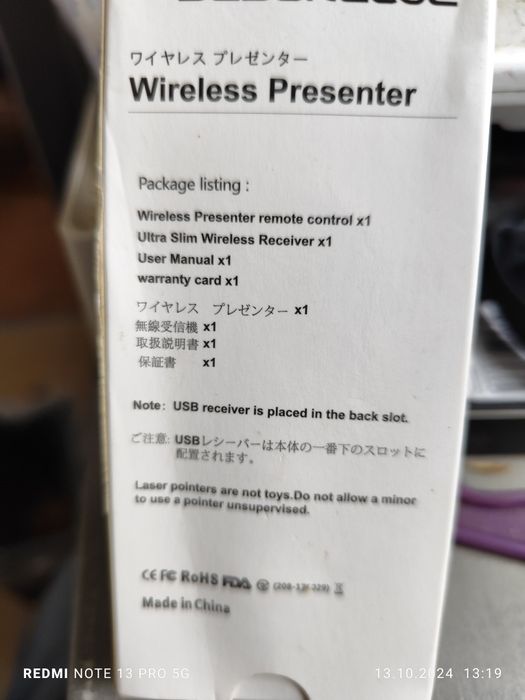 ワイヤレス プレゼンター
Wireless Presenter
Package listing :
Wireless Presenter remote control x1
Ultra Slim Wireless Receiver x1
User Manual x1
warranty card x1
ワイヤレス プレゼンター x1
無線受信機 x1
取扱説明書 x1
保証書 x1
Note: USB receiver is placed in the back slot.
ご注意: USBレシーバーは本体の一番下のスロットに
配置されます。
Laser pointers are not toys.Do not allow a minor
to use a pointer unsupervised.
CE FC RoHS FDA
Made in China
REDMI NOTE 13 PRO 5G
13.10.2024 13:19